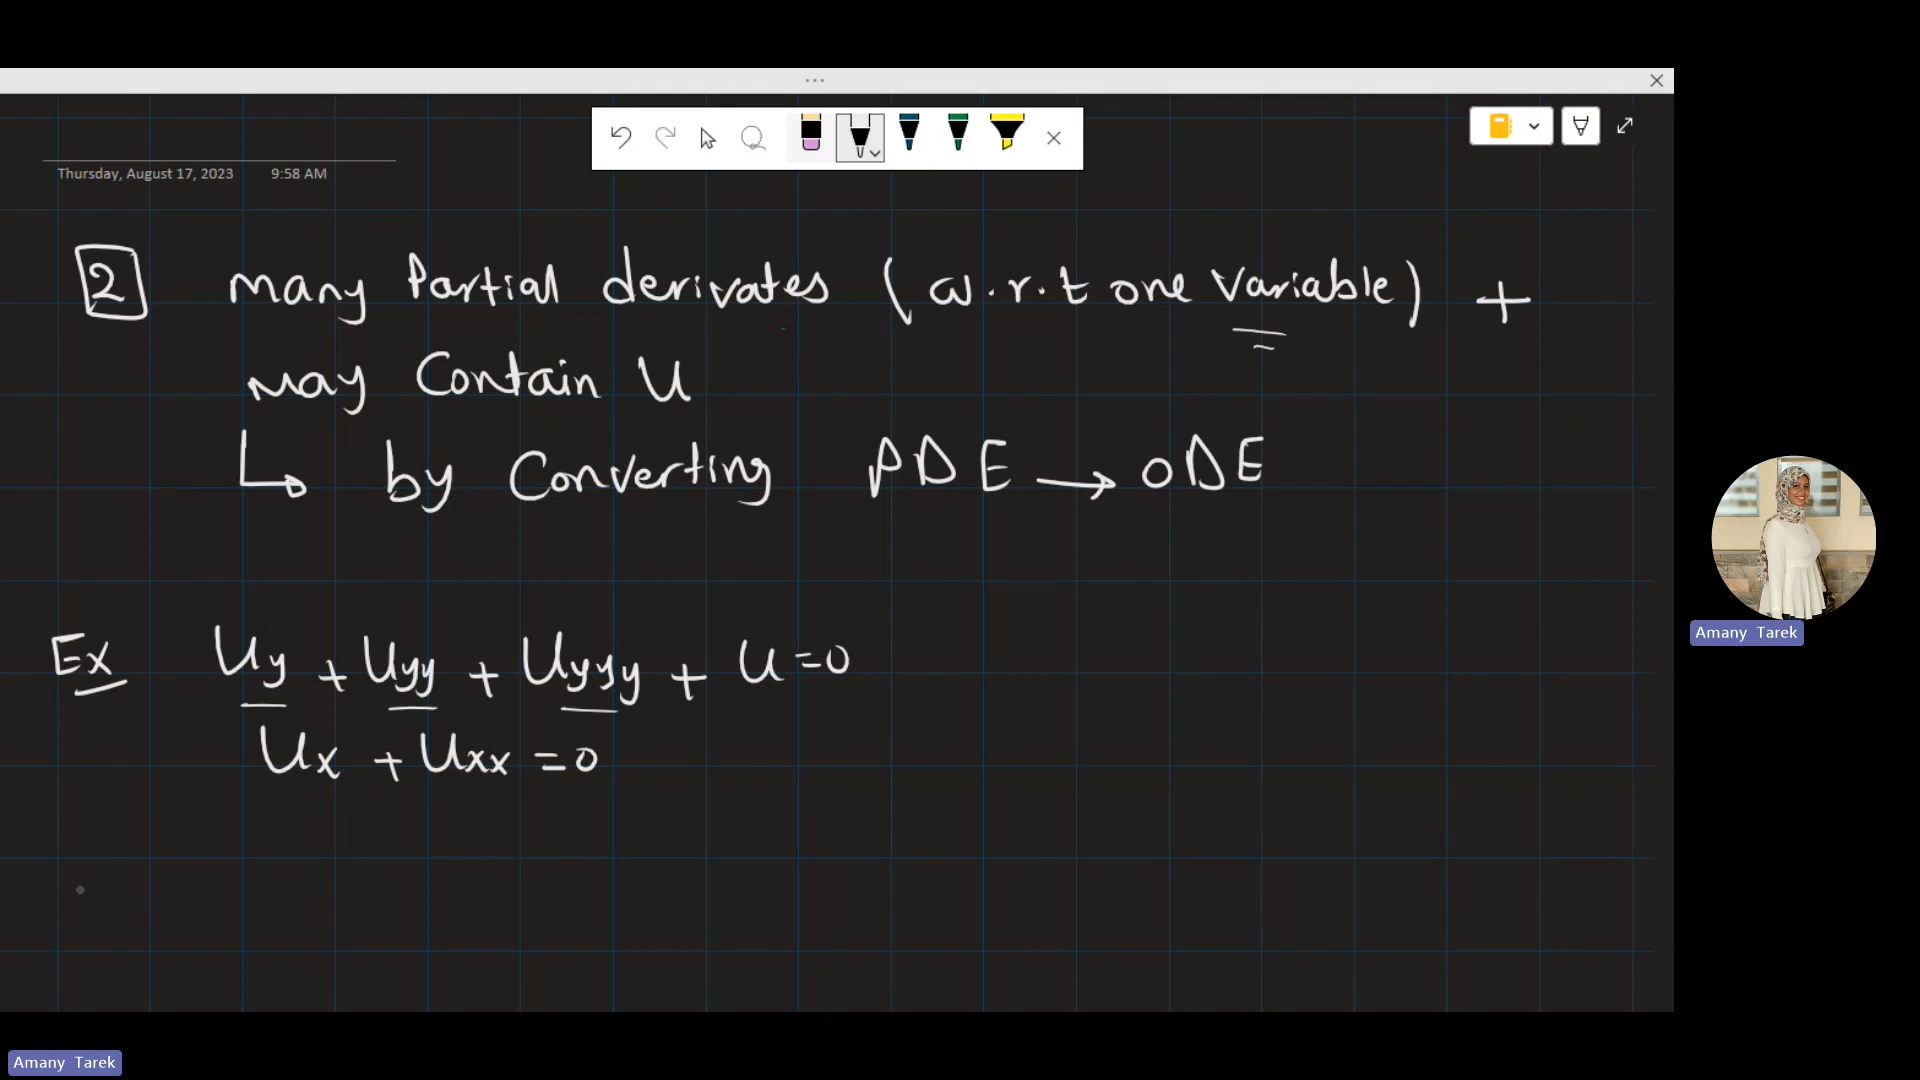 Thursday, August 17, 2023 9:58 AM
2 many Partial derivates (w.r.t one variable) +
may Contain U
↳ by Converting PDE → ODE
Ex Uy + Uyy + Uyyy + U = 0
Ux + Uxx = 0
Amany Tarek
Amany Tarek